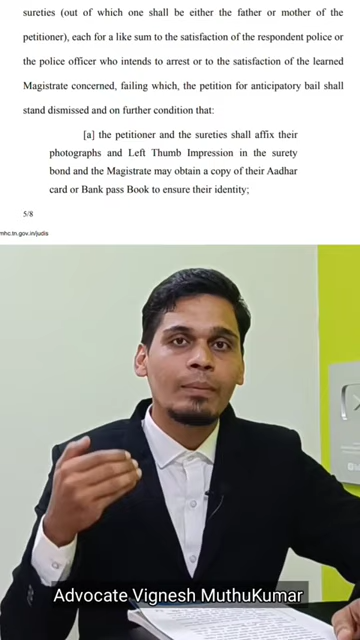 sureties (out of which one shall be either the father or mother of the
petitioner), each for a like sum to the satisfaction of the respondent police or
the police officer who intends to arrest or to the satisfaction of the learned
Magistrate concerned, failing which, the petition for anticipatory bail shall
stand dismissed and on further condition that:
[a] the petitioner and the sureties shall affix their
photographs and Left Thumb Impression in the surety
bond and the Magistrate may obtain a copy of their Aadhar
card or Bank pass Book to ensure their identity;
5/8
mhc.tn.gov.in/judis
Advocate Vignesh MuthuKumar